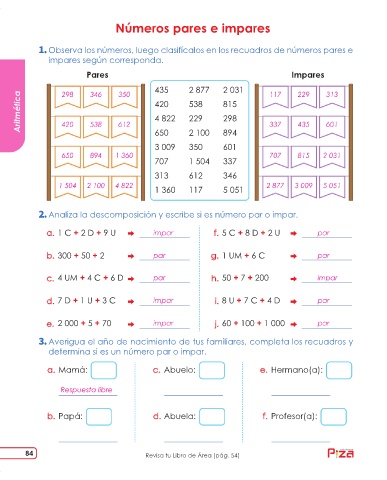 Números pares e impares
1. Observa los números, luego clasifícalos en los recuadros de números pares e
impares según corresponda.
Pares
298 346 350
420 538 612
650 894 1 360
1 504 2 100 4 822
435 2 877 2 031
420 538 815
4 822 229 298
650 2 100 894
3 009 350 601
707 1 504 337
313 612 346
1 360 117 5 051
Impares
117 229 313
337 435 601
707 815 2 031
2 877 3 009 5 051
Aritmética
2. Analiza la descomposición y escribe si es número par o impar.
a. 1 C + 2 D + 9 U ➡ impar
b. 300 + 50 + 2 ➡ par
c. 4 UM + 4 C + 6 D ➡ par
d. 7 D + 1 U + 3 C ➡ impar
e. 2 000 + 5 + 70 ➡ impar
f. 5 C + 8 D + 2 U ➡ par
g. 1 UM + 6 C ➡ par
h. 50 + 7 + 200 ➡ impar
i. 8 U + 7 C + 4 D ➡ par
j. 60 + 100 + 1 000 ➡ par
3. Averigua el año de nacimiento de tus familiares, completa los recuadros y
determina si es un número par o impar.
a. Mamá: c. Abuelo: e. Hermano(a):
Respuesta libre
b. Papá: d. Abuela: f. Profesor(a):
84
Revisa tu Libro de Área (pág. 54)
Piza